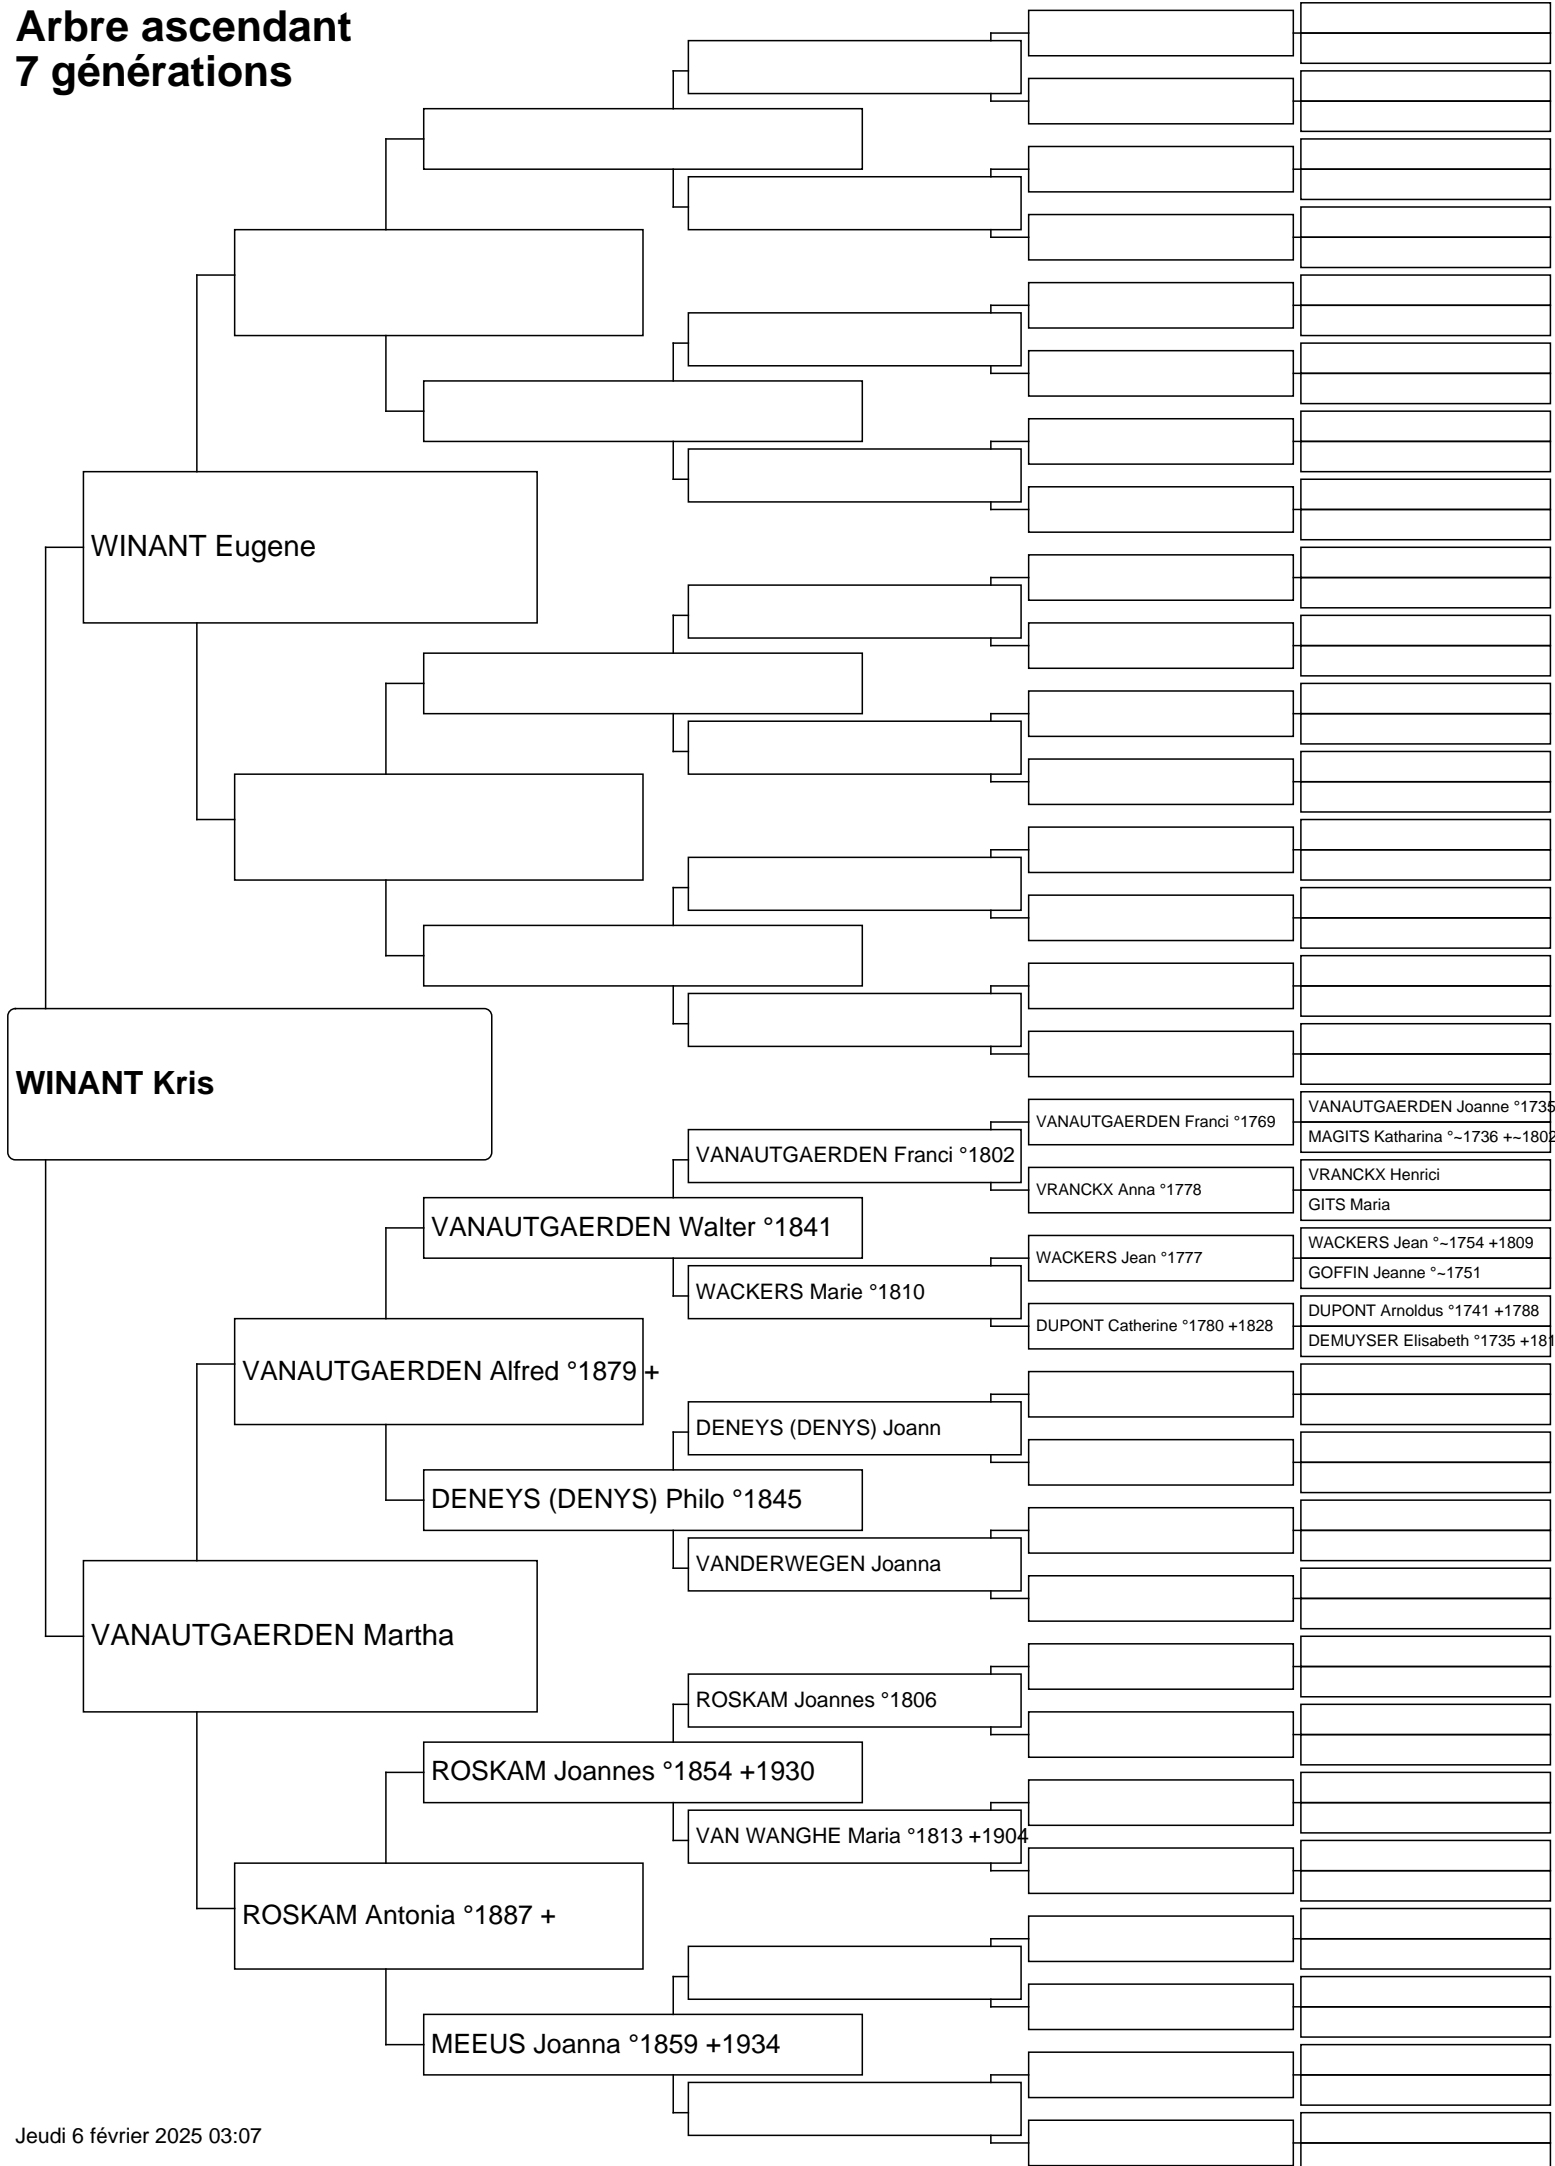 Arbre ascendant
7 générations
WINANT Eugene
WINANT Kris
VANAUTGAERDEN Franci °1769
VANAUTGAERDEN Joanne °1735
MAGITS Katharina °~1736 +~1802
VANAUTGAERDEN Franci °1802
VRANCKX Anna °1778
VRANCKX Henrici
GITS Maria
VANAUTGAERDEN Walter °1841
WACKERS Jean °1777
WACKERS Jean °~1754 +1809
GOFFIN Jeanne °~1751
WACKERS Marie °1810
DUPONT Catherine °1780 +1828
DUPONT Arnoldus °1741 +1788
DEMUYSER Elisabeth °1735 +181
VANAUTGAERDEN Alfred °1879 +
DENEYS (DENYS) Joann
DENEYS (DENYS) Philo °1845
VANDERWEGEN Joanna
VANAUTGAERDEN Martha
ROSKAM Joannes °1806
ROSKAM Joannes °1854 +1930
VAN WANGHE Maria °1813 +1904
ROSKAM Antonia °1887 +
MEEUS Joanna °1859 +1934
Jeudi 6 février 2025 03:07